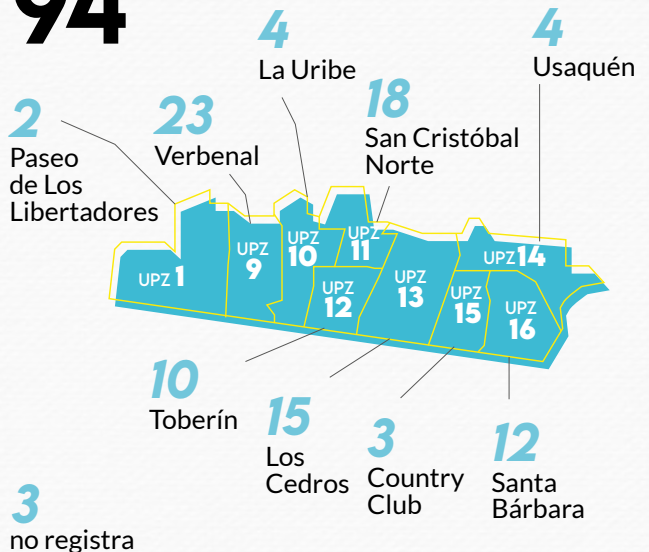 94
4
La Uribe
4
Usaquén
2
Paseo
de Los
Libertadores
23
Verbenal
18
San Cristóbal
Norte
UPZ 1
UPZ
9
UPZ
10
UPZ
11
UPZ
12
UPZ
13
UPZ 14
UPZ
15
UPZ
16
10
Toberín
15
Los
Cedros
3
Country
Club
12
Santa
Bárbara
3
no registra